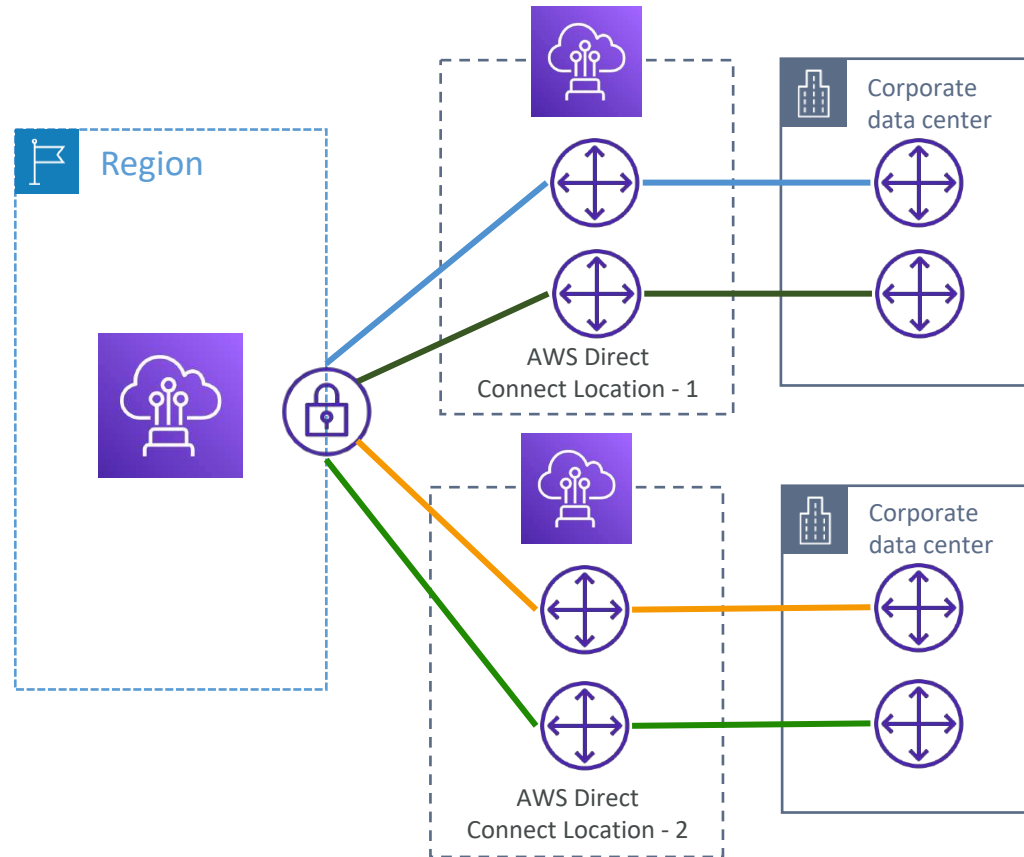 Region
Corporate
data center
AWS Direct
Connect Location - 1
Corporate
data center
AWS Direct
Connect Location - 2